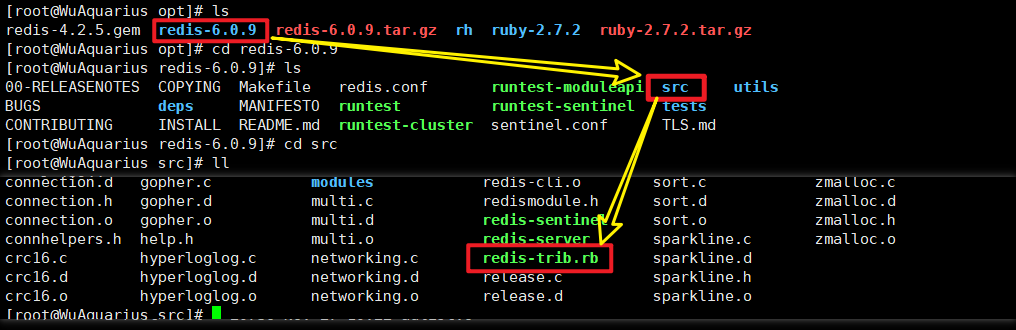 [root@WuAquarius opt]# ls
redis-4.2.5.gem redis-6.0.9 redis-6.0.9.tar.gz rh ruby-2.7.2 ruby-2.7.2.tar.gz
[root@WuAquarius opt]# cd redis-6.0.9
[root@WuAquarius redis-6.0.9]# ls
00-RELEASENOTES COPYING Makefile redis.conf runtest-moduleapi src utils
BUGS deps MANIFESTO runtest runtest-sentinel tests
CONTRIBUTING INSTALL README.md runtest-cluster sentinel.conf TLS.md
[root@WuAquarius redis-6.0.9]# cd src
[root@WuAquarius src]# ll
connection.d gopher.c modules redis-cli.o sort.c zmalloc.c
connection.h gopher.d multi.c redismodule.h sort.d zmalloc.d
connection.o gopher.o multi.d redis-sentinel sort.o zmalloc.h
connhelpers.h help.h multi.o redis-server sparkline.c zmalloc.o
crc16.c hyperloglog.c networking.c redis-trib.rb sparkline.d
crc16.d hyperloglog.d networking.d release.c sparkline.h
crc16.o hyperloglog.o networking.o release.d sparkline.o
[root@WuAquarius src]#